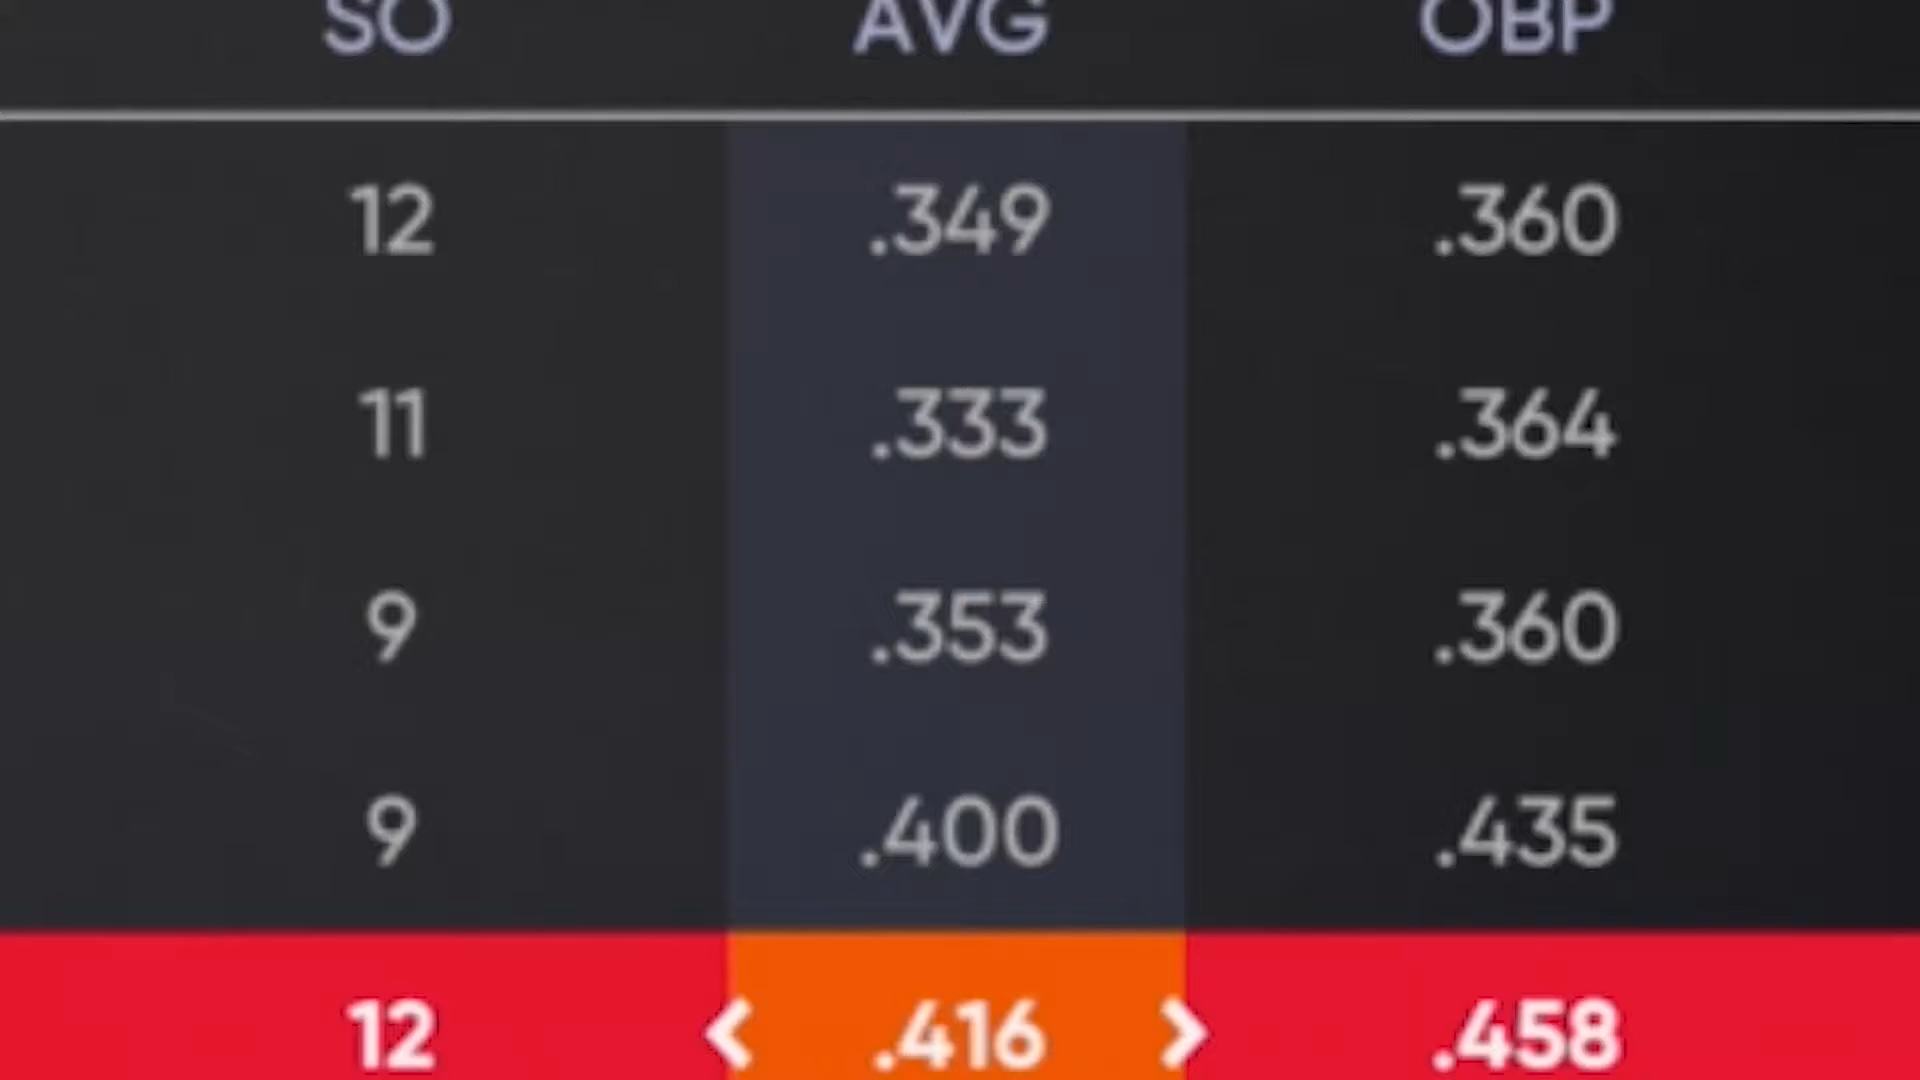 SO AVG OBP
12 .349 .360
11 .333 .364
9 .353 .360
9 .400 .435
12 < .416 > .458